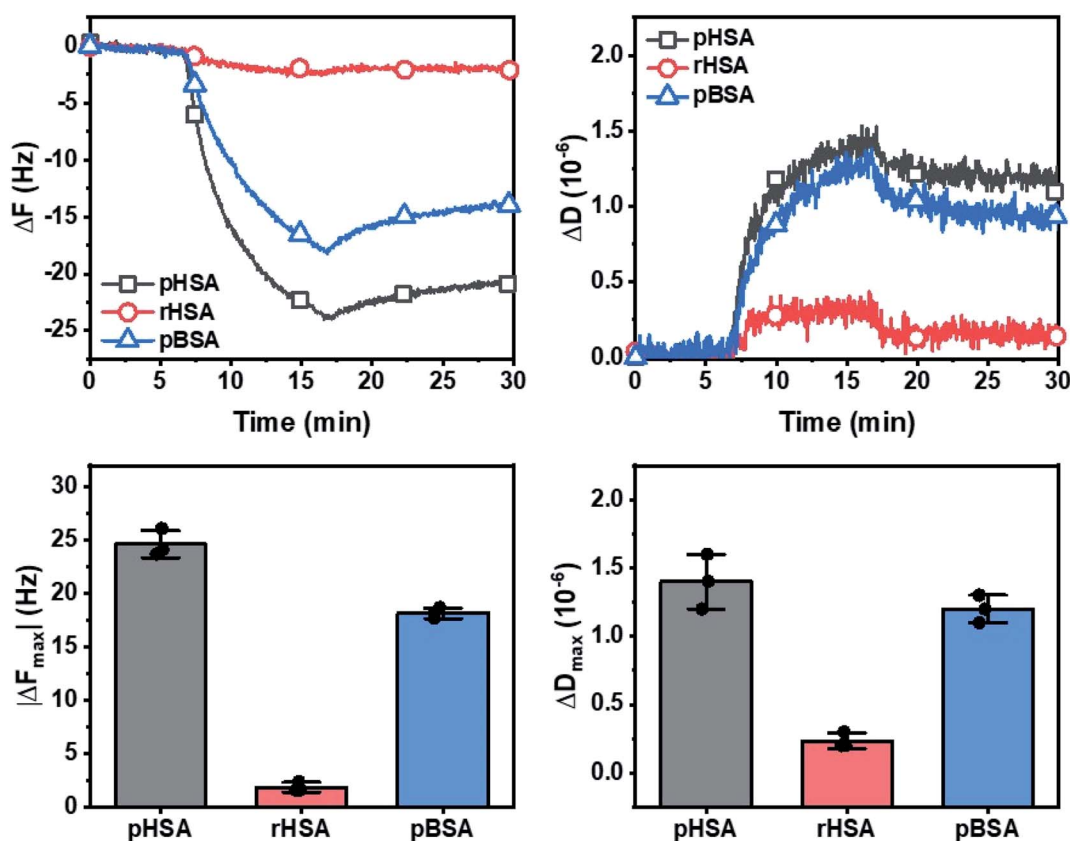 0
-5
-10
-15
-20
-25
ΔF (Hz)
pHSA
rHSA
pBSA
0 5 10 15 20 25 30
Time (min)
2.0
1.5
1.0
0.5
0.0
ΔD (10⁻⁶)
pHSA
rHSA
pBSA
0 5 10 15 20 25 30
Time (min)
30
25
20
15
10
5
0
|ΔFmax| (Hz)
pHSA rHSA pBSA
2.0
1.5
1.0
0.5
0.0
ΔDmax (10⁻⁶)
pHSA rHSA pBSA